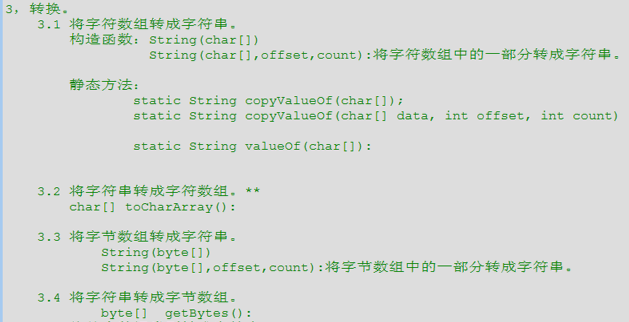 3，转换。
3.1 将字符数组转成字符串。
构造函数：String(char[])
String(char[],offset,count):将字符数组中的一部分转成字符串。
静态方法：
static String copyValueOf(char[]);
static String copyValueOf(char[] data, int offset, int count)
static String valueOf(char[]):
3.2 将字符串转成字符数组。**
char[] toCharArray():
3.3 将字节数组转成字符串。
String(byte[])
String(byte[],offset,count):将字节数组中的一部分转成字符串。
3.4 将字符串转成字节数组。
byte[]  getBytes():